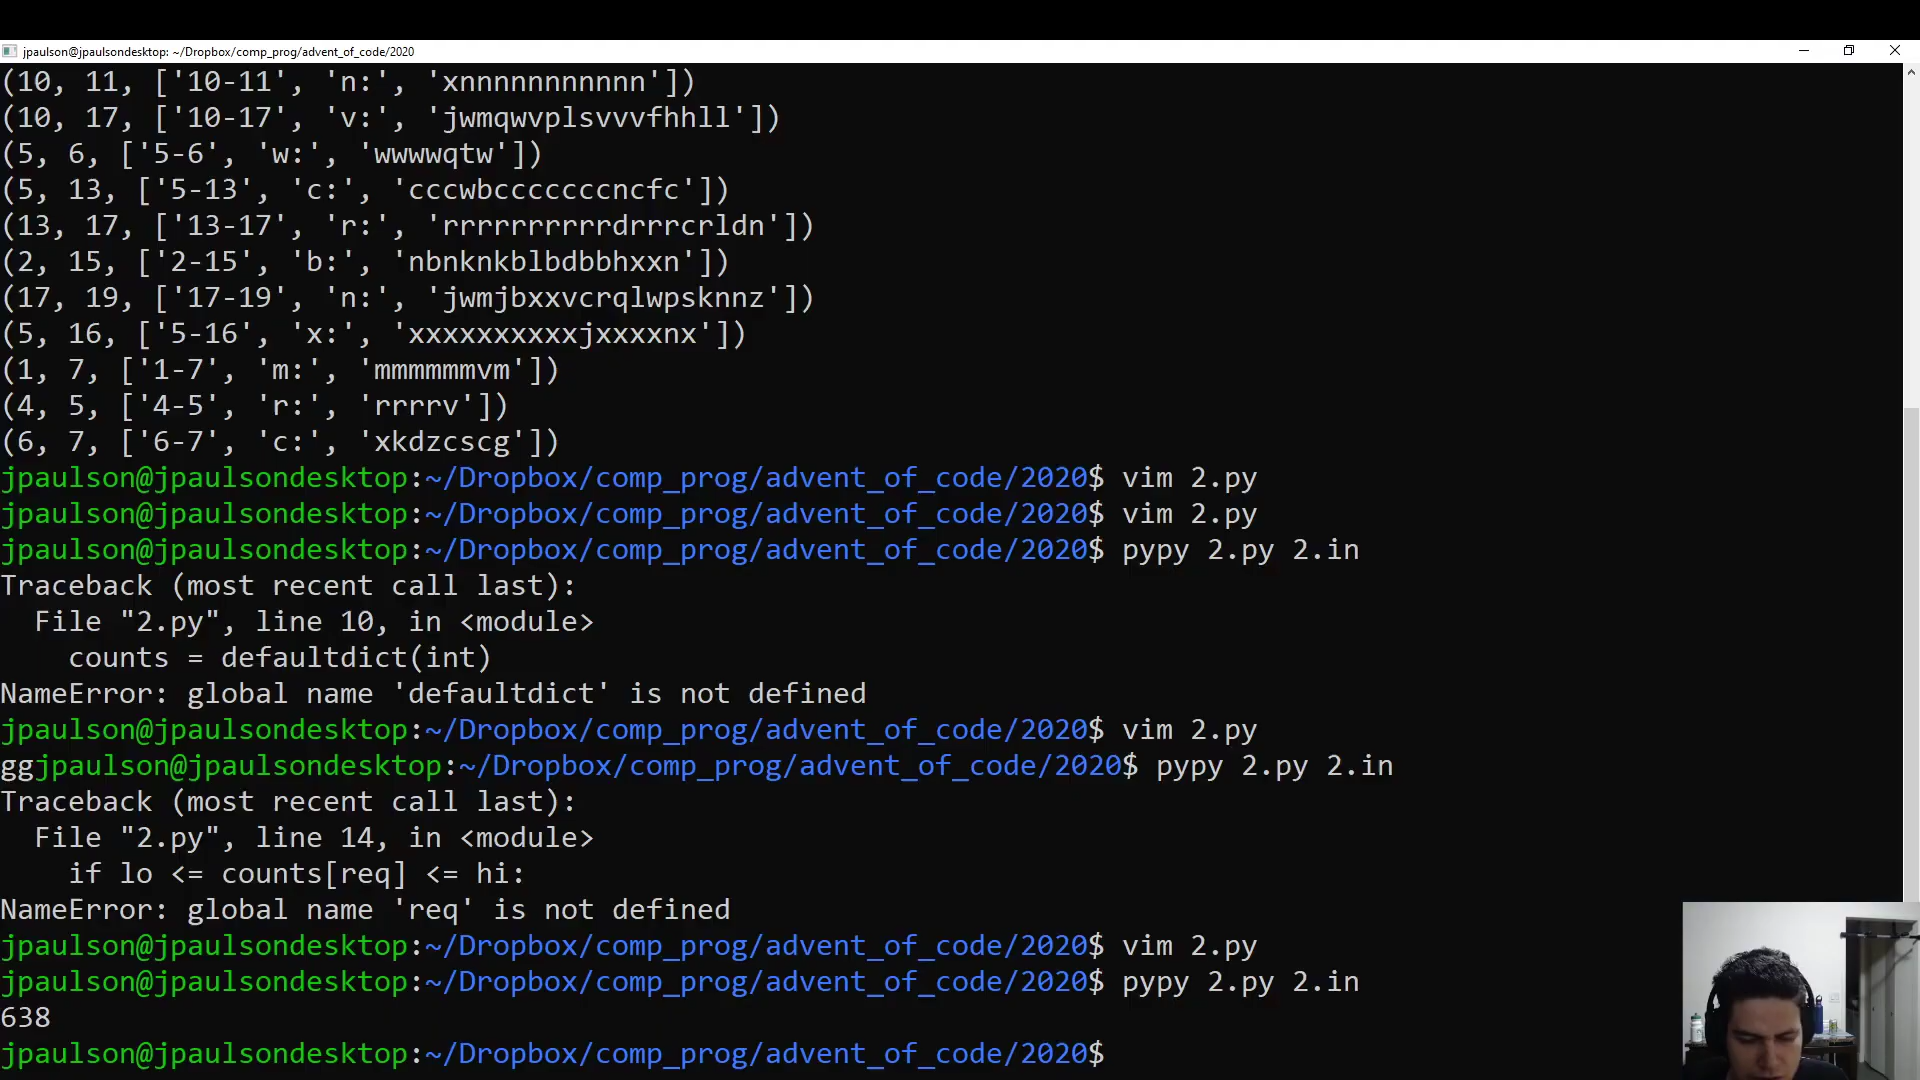 jpaulson@jpaulsondesktop: ~/Dropbox/comp_prog/advent_of_code/2020
(10, 11, ['10-11', 'n:', 'xnnnnnnnnnnn'])
(10, 17, ['10-17', 'v:', 'jwmqwvplsvvvfhhll'])
(5, 6, ['5-6', 'w:', 'wwwwqtw'])
(5, 13, ['5-13', 'c:', 'cccwbcccccccncfc'])
(13, 17, ['13-17', 'r:', 'rrrrrrrrrrdrrrcrldn'])
(2, 15, ['2-15', 'b:', 'nbnknkblbdbbhxxn'])
(17, 19, ['17-19', 'n:', 'jwmjbxxvcrqlwpsknnz'])
(5, 16, ['5-16', 'x:', 'xxxxxxxxxxjxxxxnx'])
(1, 7, ['1-7', 'm:', 'mmmmmmvm'])
(4, 5, ['4-5', 'r:', 'rrrrv'])
(6, 7, ['6-7', 'c:', 'xkdzcscg'])
jpaulson@jpaulsondesktop:~/Dropbox/comp_prog/advent_of_code/2020$ vim 2.py
jpaulson@jpaulsondesktop:~/Dropbox/comp_prog/advent_of_code/2020$ vim 2.py
jpaulson@jpaulsondesktop:~/Dropbox/comp_prog/advent_of_code/2020$ pypy 2.py 2.in
Traceback (most recent call last):
  File "2.py", line 10, in <module>
    counts = defaultdict(int)
NameError: global name 'defaultdict' is not defined
jpaulson@jpaulsondesktop:~/Dropbox/comp_prog/advent_of_code/2020$ vim 2.py
ggjpaulson@jpaulsondesktop:~/Dropbox/comp_prog/advent_of_code/2020$ pypy 2.py 2.in
Traceback (most recent call last):
  File "2.py", line 14, in <module>
    if lo <= counts[req] <= hi:
NameError: global name 'req' is not defined
jpaulson@jpaulsondesktop:~/Dropbox/comp_prog/advent_of_code/2020$ vim 2.py
jpaulson@jpaulsondesktop:~/Dropbox/comp_prog/advent_of_code/2020$ pypy 2.py 2.in
638
jpaulson@jpaulsondesktop:~/Dropbox/comp_prog/advent_of_code/2020$